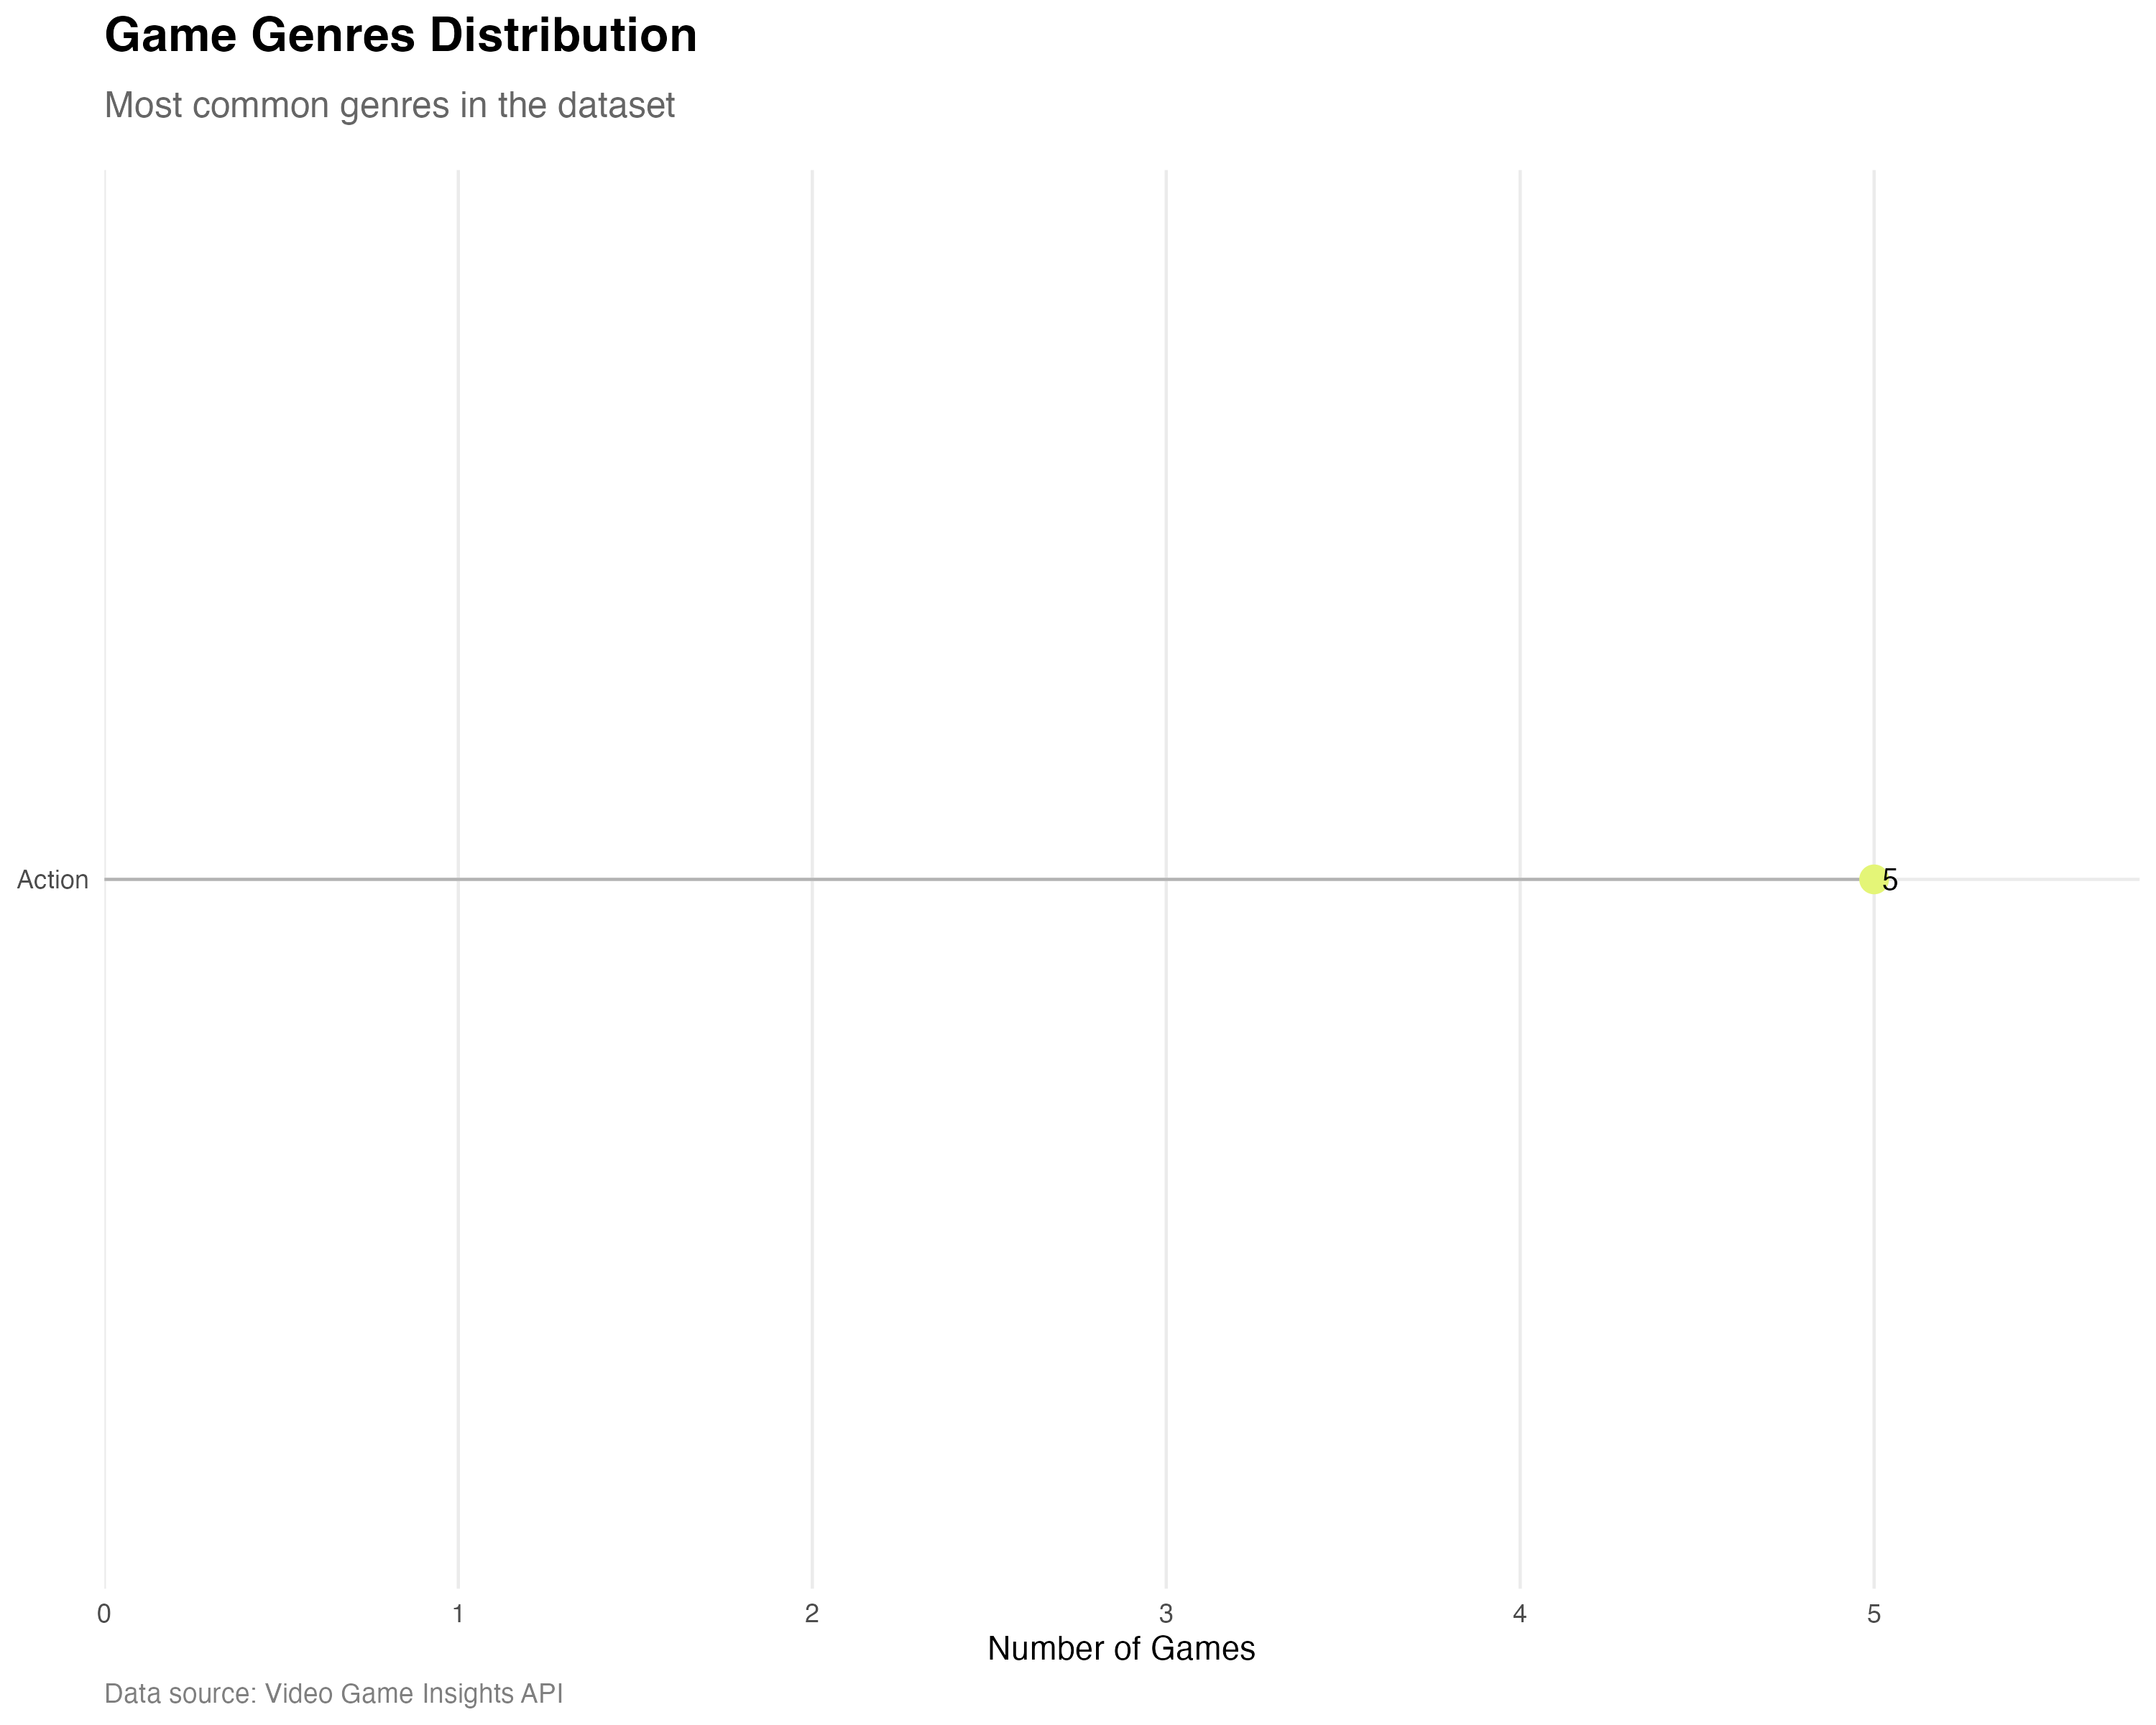 Game Genres Distribution
Most common genres in the dataset
Action
5
0 1 2 3 4 5
Number of Games
Data source: Video Game Insights API